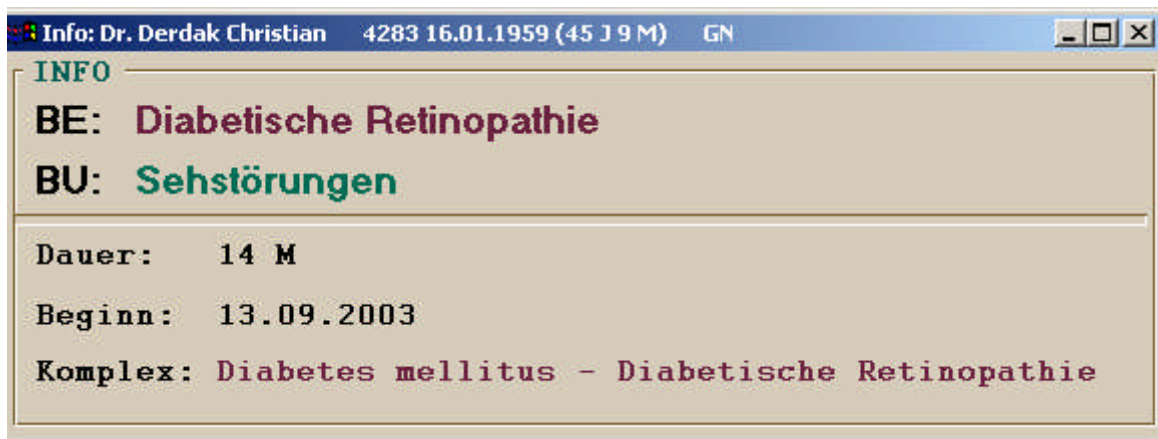 Info: Dr. Derdak Christian 4283 16.01.1959 (45 J 9 M) GN
INFO
BE: Diabetische Retinopathie
BU: Sehstörungen
Dauer: 14 M
Beginn: 13.09.2003
Komplex: Diabetes mellitus - Diabetische Retinopathie